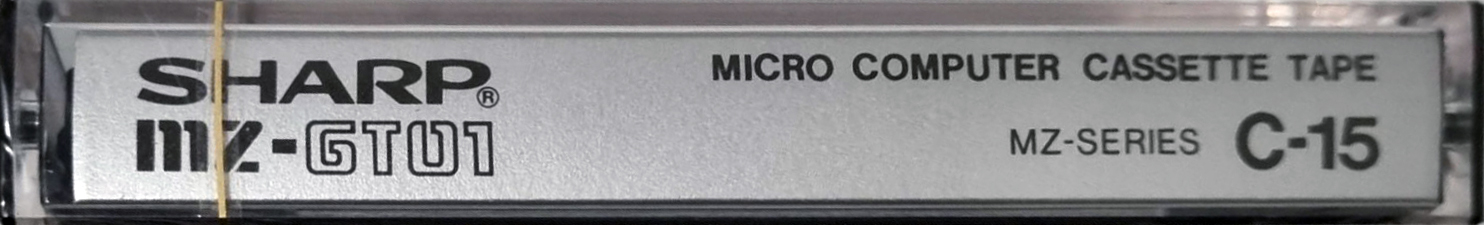 SHARP®
MZ-GT01
MICRO COMPUTER CASSETTE TAPE
MZ-SERIES C-15